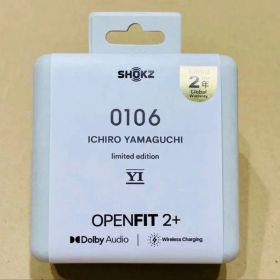 SHOKZ
2年
Global Warranty
0106
ICHIRO YAMAGUCHI
limited edition
YI
OPENFIT 2+
Dolby Audio | Wireless Charging